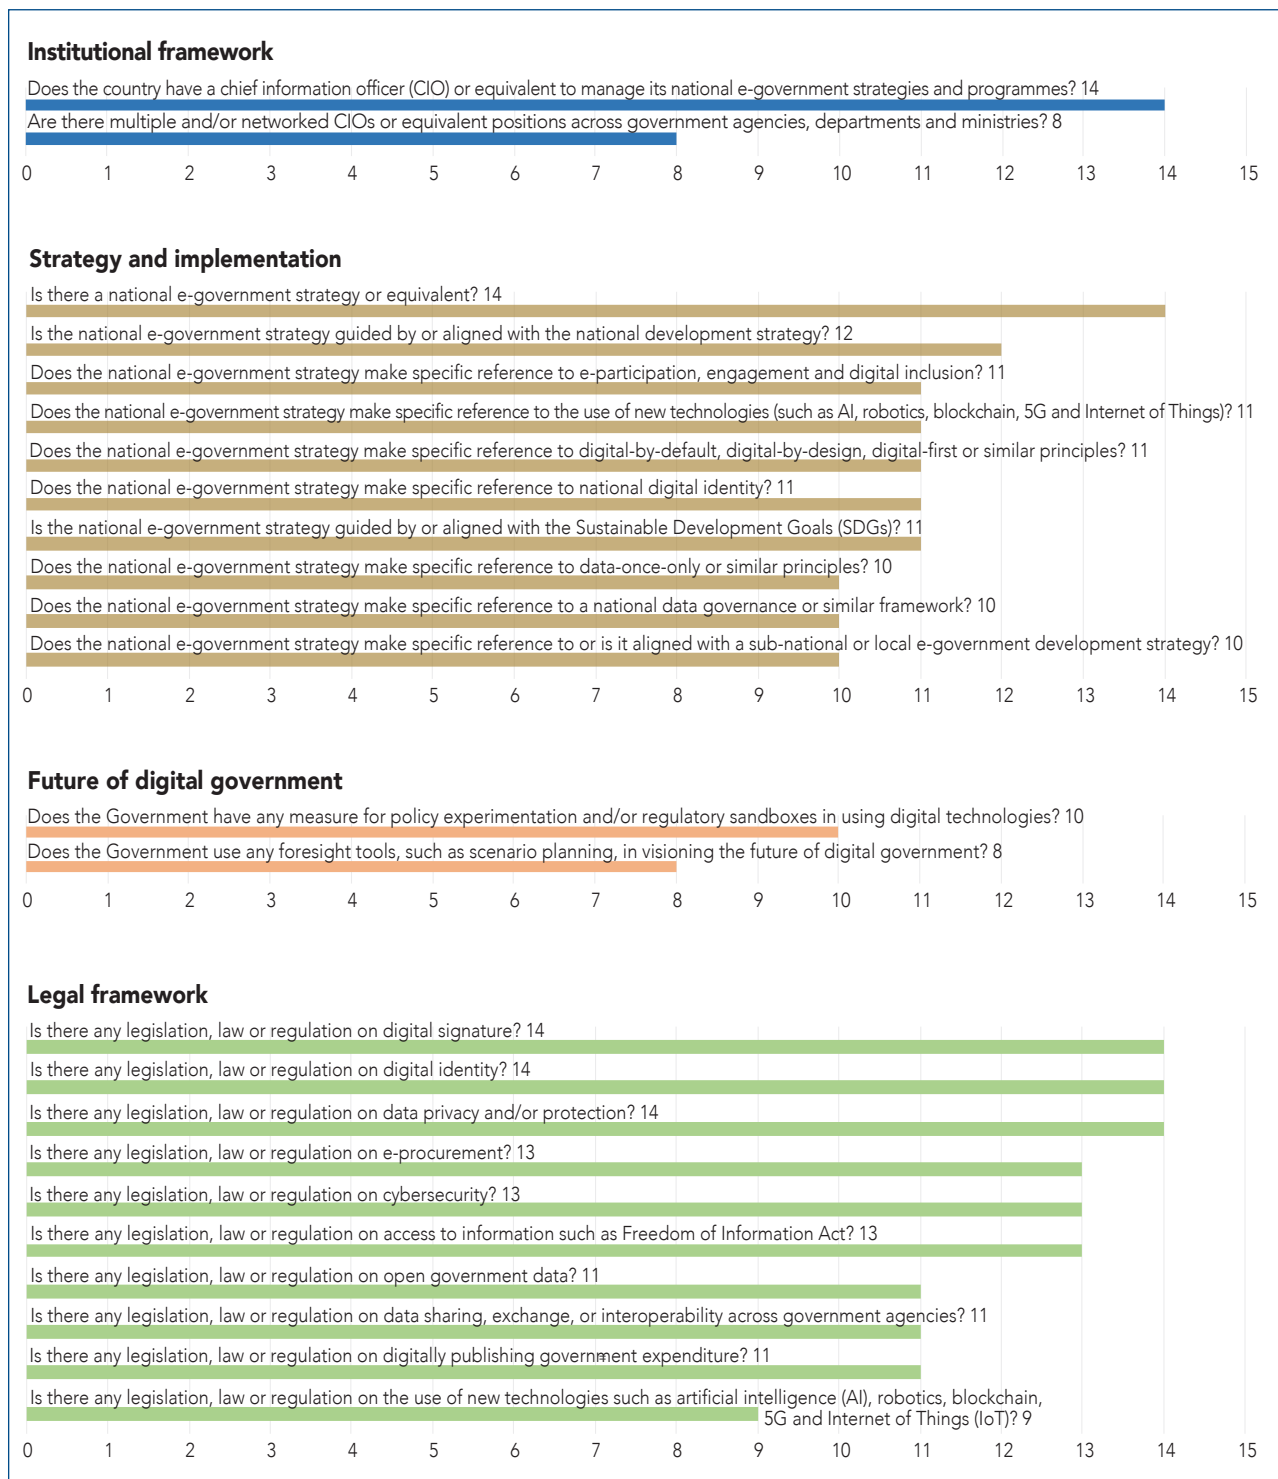 Institutional framework
Does the country have a chief information officer (CIO) or equivalent to manage its national e-government strategies and programmes? 14
Are there multiple and/or networked CIOs or equivalent positions across government agencies, departments and ministries? 8
0 1 2 3 4 5 6 7 8 9 10 11 12 13 14 15
Strategy and implementation
Is there a national e-government strategy or equivalent? 14
Is the national e-government strategy guided by or aligned with the national development strategy? 12
Does the national e-government strategy make specific reference to e-participation, engagement and digital inclusion? 11
Does the national e-government strategy make specific reference to the use of new technologies (such as AI, robotics, blockchain, 5G and Internet of Things)? 11
Does the national e-government strategy make specific reference to digital-by-default, digital-by-design, digital-first or similar principles? 11
Does the national e-government strategy make specific reference to national digital identity? 11
Is the national e-government strategy guided by or aligned with the Sustainable Development Goals (SDGs)? 11
Does the national e-government strategy make specific reference to data-once-only or similar principles? 10
Does the national e-government strategy make specific reference to a national data governance or similar framework? 10
Does the national e-government strategy make specific reference to or is it aligned with a sub-national or local e-government development strategy? 10
0 1 2 3 4 5 6 7 8 9 10 11 12 13 14 15
Future of digital government
Does the Government have any measure for policy experimentation and/or regulatory sandboxes in using digital technologies? 10
Does the Government use any foresight tools, such as scenario planning, in visioning the future of digital government? 8
0 1 2 3 4 5 6 7 8 9 10 11 12 13 14 15
Legal framework
Is there any legislation, law or regulation on digital signature? 14
Is there any legislation, law or regulation on digital identity? 14
Is there any legislation, law or regulation on data privacy and/or protection? 14
Is there any legislation, law or regulation on e-procurement? 13
Is there any legislation, law or regulation on cybersecurity? 13
Is there any legislation, law or regulation on access to information such as Freedom of Information Act? 13
Is there any legislation, law or regulation on open government data? 11
Is there any legislation, law or regulation on data sharing, exchange, or interoperability across government agencies? 11
Is there any legislation, law or regulation on digitally publishing government expenditure? 11
Is there any legislation, law or regulation on the use of new technologies such as artificial intelligence (AI), robotics, blockchain,
5G and Internet of Things (IoT)? 9
0 1 2 3 4 5 6 7 8 9 10 11 12 13 14 15